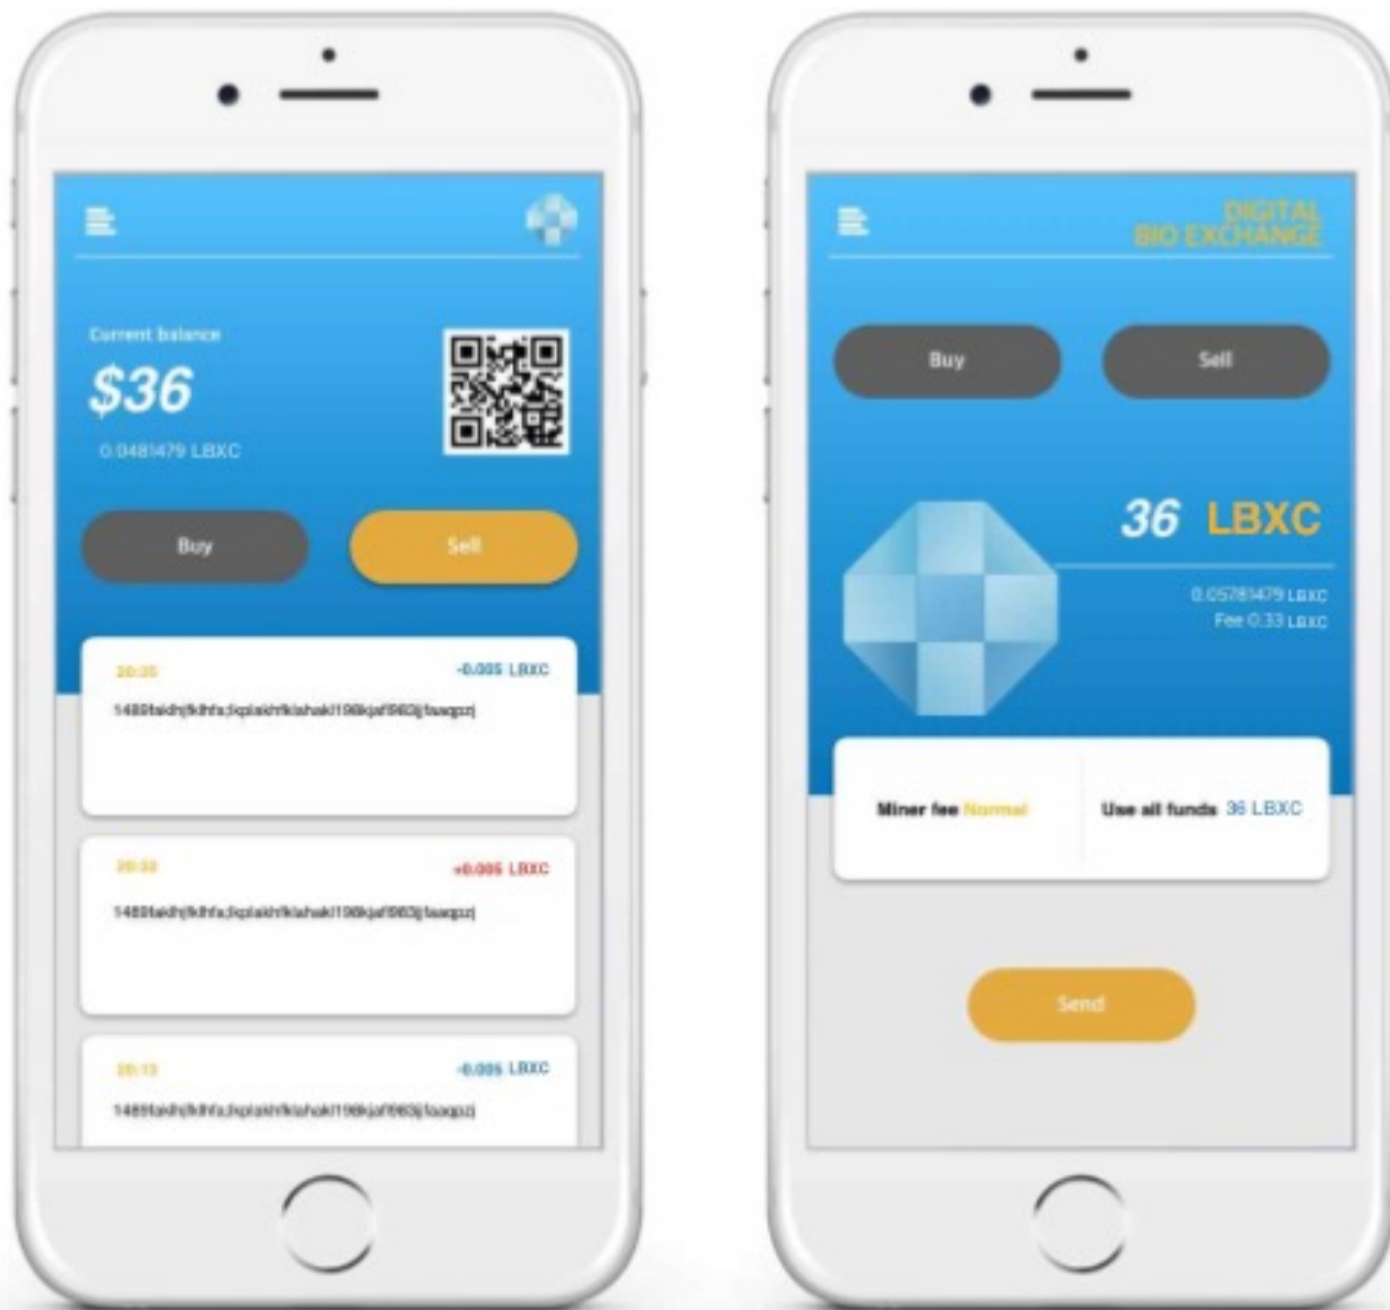 Current balance
$36
0.0481479 LBXC
Buy
Sell
-0.005 LBXC
+0.005 LBXC
20:13
-0.005 LBXC
DIGITAL
BIO EXCHANGE
Buy
Sell
36 LBXC
0.05781479 LBXC
Fee 0.33 LBXC
Miner fee Normal
Use all funds 36 LBXC
Send